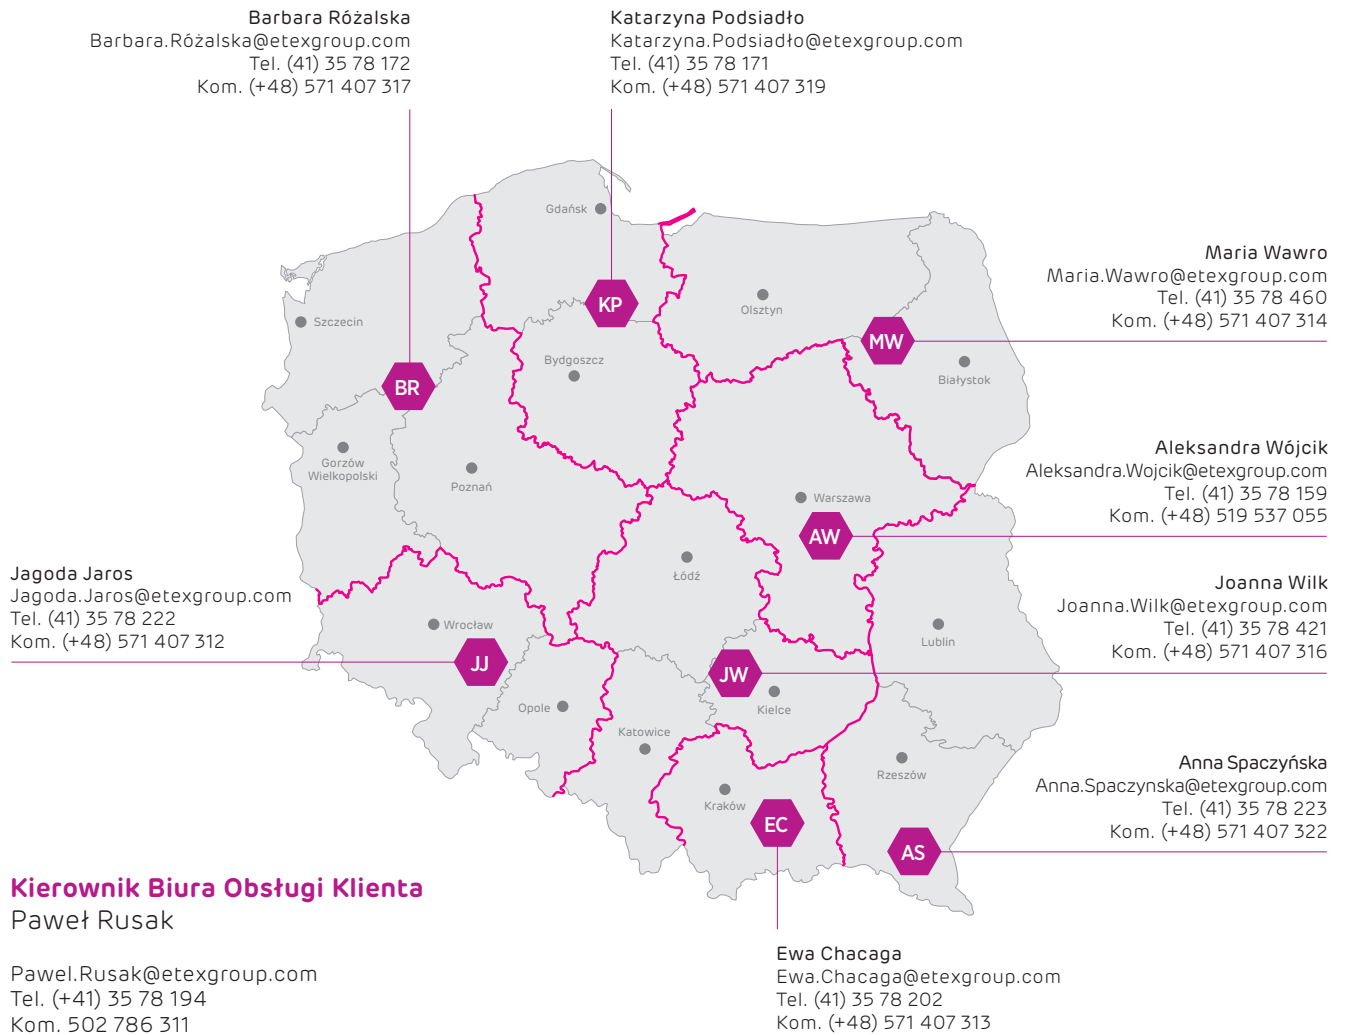 Barbara Różalska
Barbara.Różalska@etexgroup.com
Tel. (41) 35 78 172
Kom. (+48) 571 407 317
Katarzyna Podsiadło
Katarzyna.Podsiadło@etexgroup.com
Tel. (41) 35 78 171
Kom. (+48) 571 407 319
Gdańsk
Maria Wawro
Maria.Wawro@etexgroup.com
Tel. (41) 35 78 460
Kom. (+48) 571 407 314
KP
Olsztyn
Szczecin
MW
Bydgoszcz
Białystok
BR
Gorzów
Wielkopolski
Poznań
Warszawa
Aleksandra Wójcik
Aleksandra.Wojcik@etexgroup.com
Tel. (41) 35 78 159
Kom. (+48) 519 537 055
AW
Łódź
Jagoda Jaros
Jagoda.Jaros@etexgroup.com
Tel. (41) 35 78 222
Kom. (+48) 571 407 312
Joanna Wilk
Joanna.Wilk@etexgroup.com
Tel. (41) 35 78 421
Kom. (+48) 571 407 316
Wrocław
Lublin
JJ
JW
Opole
Kielce
Katowice
Rzeszów
Kraków
Anna Spaczyńska
Anna.Spaczynska@etexgroup.com
Tel. (41) 35 78 223
Kom. (+48) 571 407 322
EC
AS
Kierownik Biura Obsługi Klienta
Paweł Rusak
Pawel.Rusak@etexgroup.com
Tel. (+41) 35 78 194
Kom. 502 786 311
Ewa Chacaga
Ewa.Chacaga@etexgroup.com
Tel. (41) 35 78 202
Kom. (+48) 571 407 313